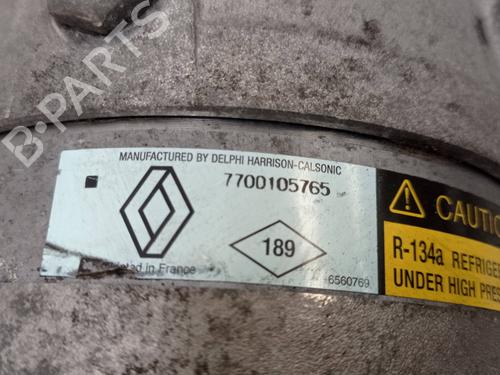 B-PARTS
MANUFACTURED BY DELPHI HARRISON-CALSONIC
7700105765
189
in France
6560769
CAUTIO
R-134a REFRIGE
UNDER HIGH PRES